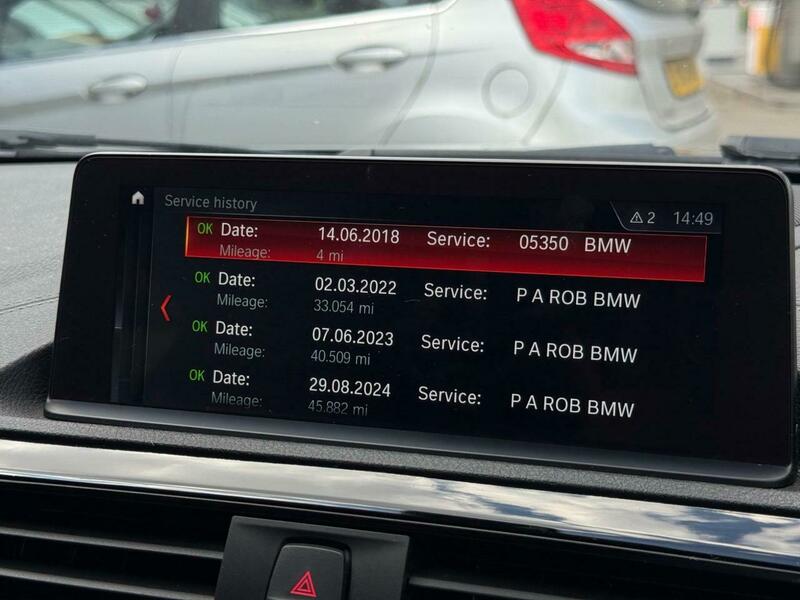 Service history
2 14:49
OK Date: 14.06.2018 Service: 05350 BMW
Mileage: 4 mi
OK Date: 02.03.2022 Service: P A ROB BMW
Mileage: 33.054 mi
OK Date: 07.06.2023 Service: P A ROB BMW
Mileage: 40.509 mi
OK Date: 29.08.2024 Service: P A ROB BMW
Mileage: 45.882 mi